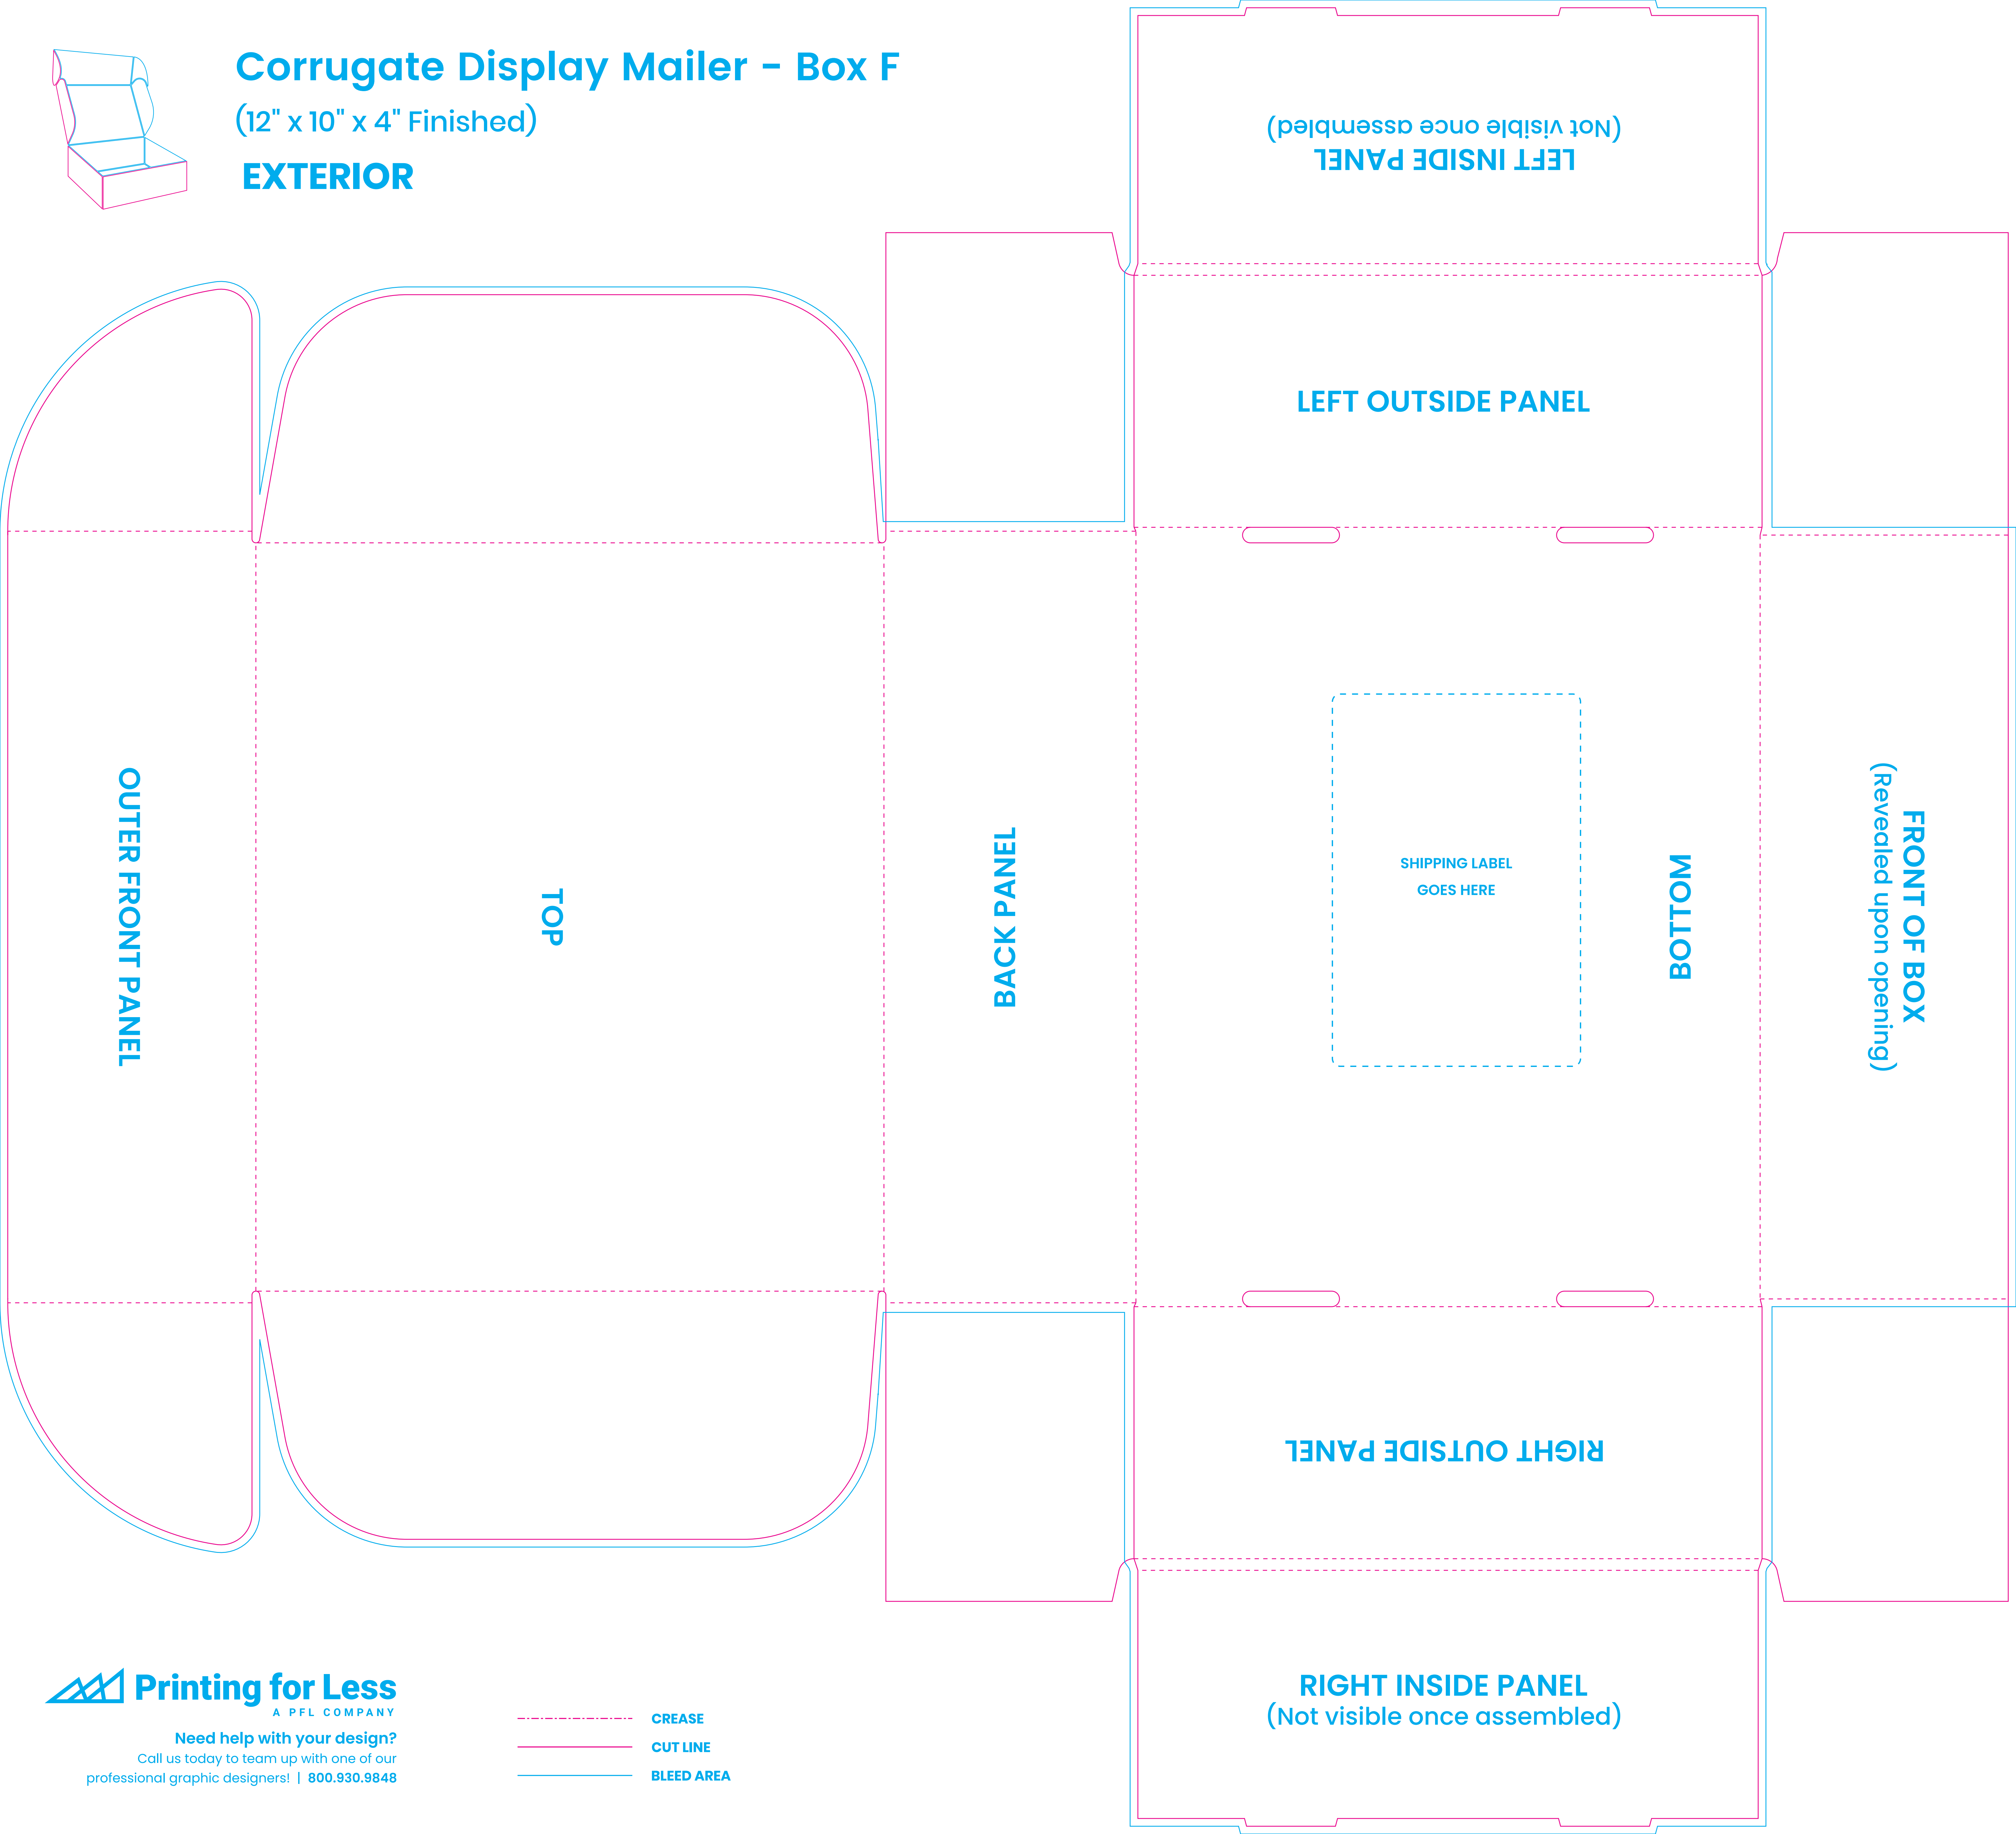 Corrugate Display Mailer - Box F
(12" x 10" x 4" Finished)
EXTERIOR
LEFT INSIDE PANEL
(Not visible once assembled)
LEFT OUTSIDE PANEL
OUTER FRONT PANEL
TOP
BACK PANEL
SHIPPING LABEL
GOES HERE
BOTTOM
FRONT OF BOX
(Revealed upon opening)
RIGHT OUTSIDE PANEL
RIGHT INSIDE PANEL
(Not visible once assembled)
Printing for Less
A PFL COMPANY
Need help with your design?
Call us today to team up with one of our
professional graphic designers! | 800.930.9848
CREASE
CUT LINE
BLEED AREA